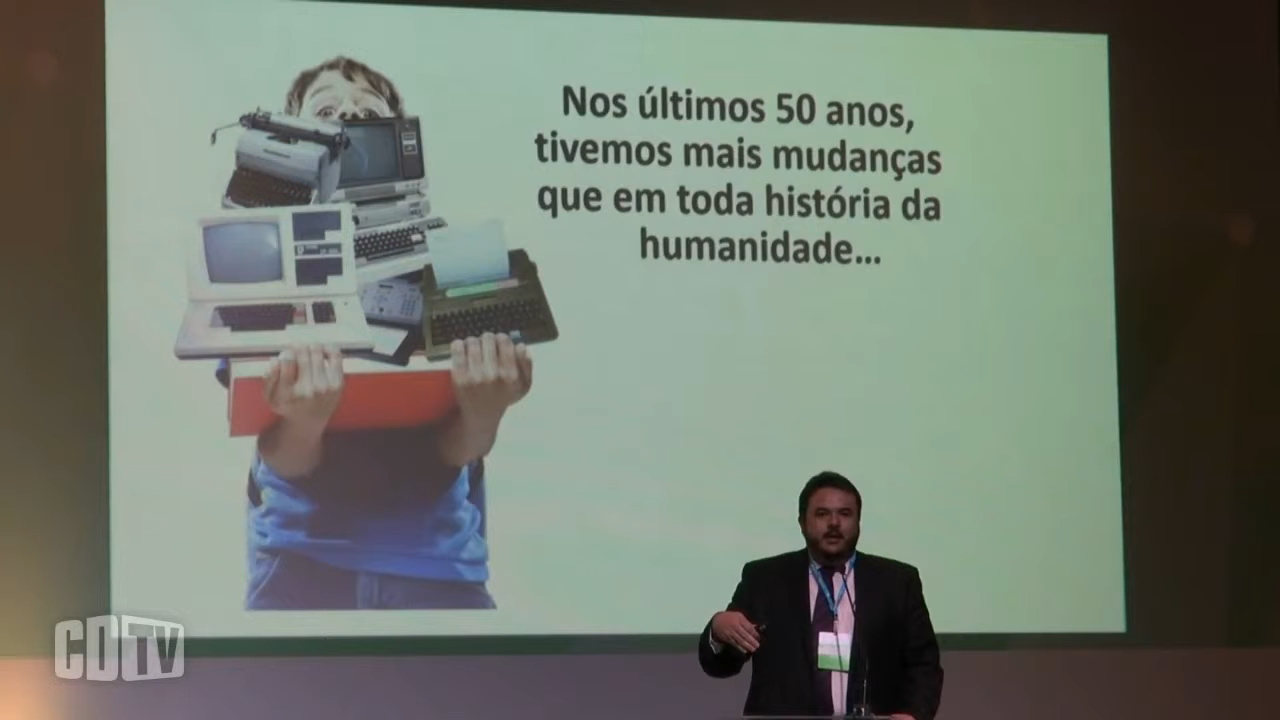 Nos últimos 50 anos,
tivemos mais mudanças
que em toda história da
humanidade...
CDTV